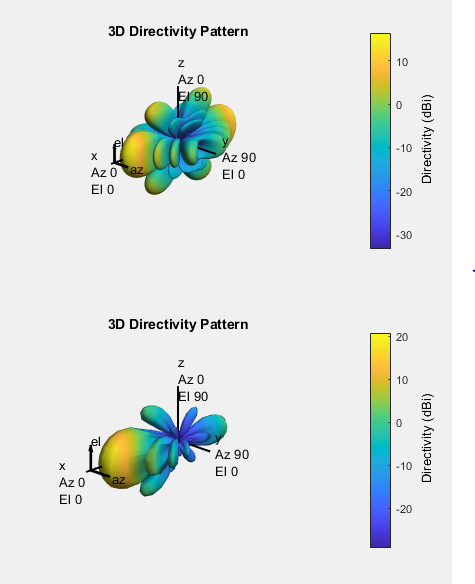 3D Directivity Pattern
z
Az 0
El 90
el
x
Az 0
El 0
az
y
Az 90
El 0
10
0
-10
-20
-30
Directivity (dBi)
3D Directivity Pattern
z
Az 0
El 90
el
x
Az 0
El 0
az
y
Az 90
El 0
20
10
0
-10
-20
Directivity (dBi)